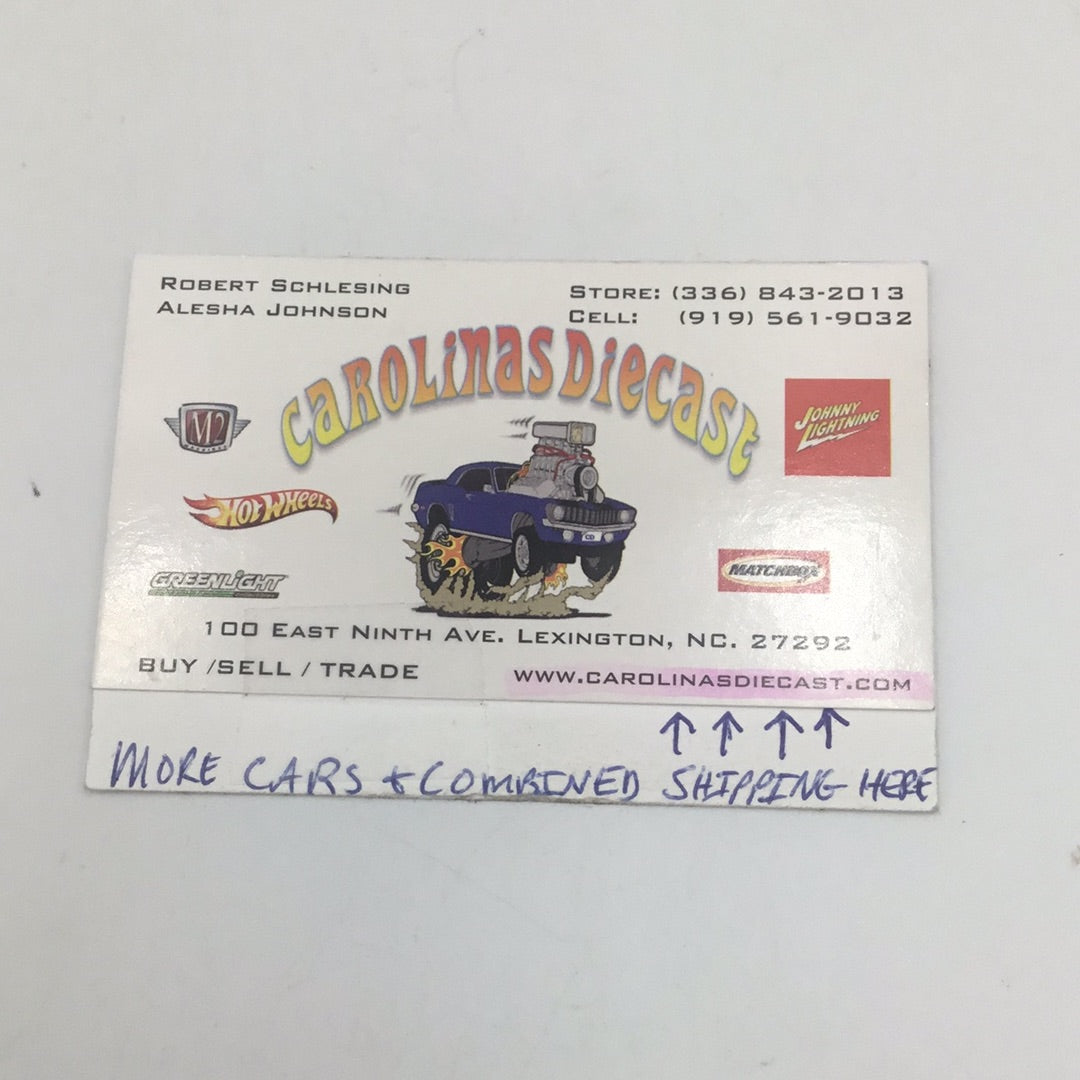 ROBERT SCHLESING
ALESHA JOHNSON
STORE: (336) 843-2013
CELL: (919) 561-9032
CAROLINAS DIECAST
M2
JOHNNY
LIGHTNING
HOT WHEELS
CD
GREENLIGHT
MATCHBOX
100 EAST NINTH AVE. LEXINGTON, NC. 27292
BUY /SELL / TRADE
WWW.CAROLINASDIECAST.COM
MORE CARS & COMBINED SHIPPING HERE